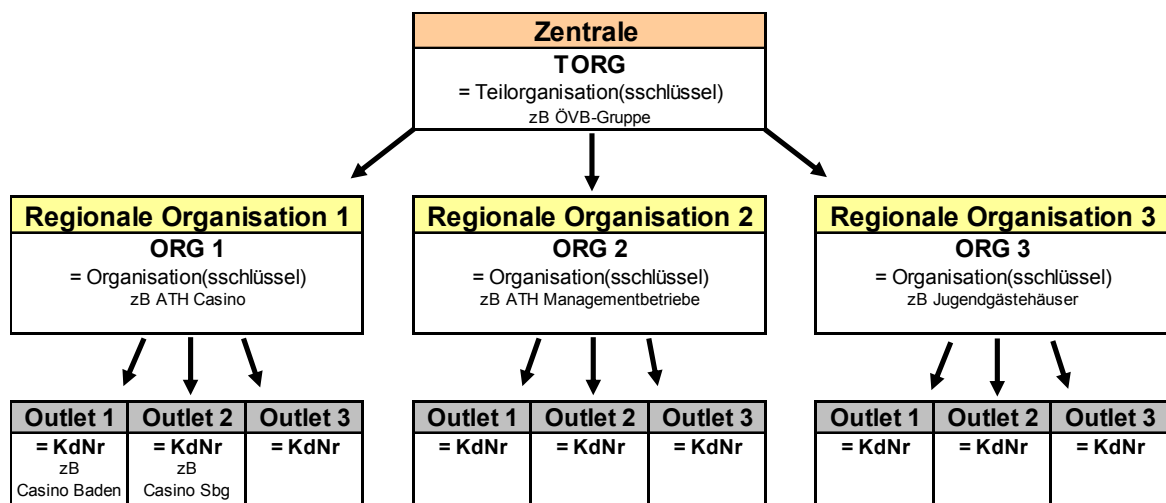 Zentrale
TORG
= Teilorganisation(sschlüssel)
zB ÖVB-Gruppe
Regionale Organisation 1
ORG 1
= Organisation(sschlüssel)
zB ATH Casino
Regionale Organisation 2
ORG 2
= Organisation(sschlüssel)
zB ATH Managementbetriebe
Regionale Organisation 3
ORG 3
= Organisation(sschlüssel)
zB Jugendgästehäuser
Outlet 1
= KdNr
zB
Casino Baden
Outlet 2
= KdNr
zB
Casino Sbg
Outlet 3
= KdNr
Outlet 1
= KdNr
Outlet 2
= KdNr
Outlet 3
= KdNr
Outlet 1
= KdNr
Outlet 2
= KdNr
Outlet 3
= KdNr